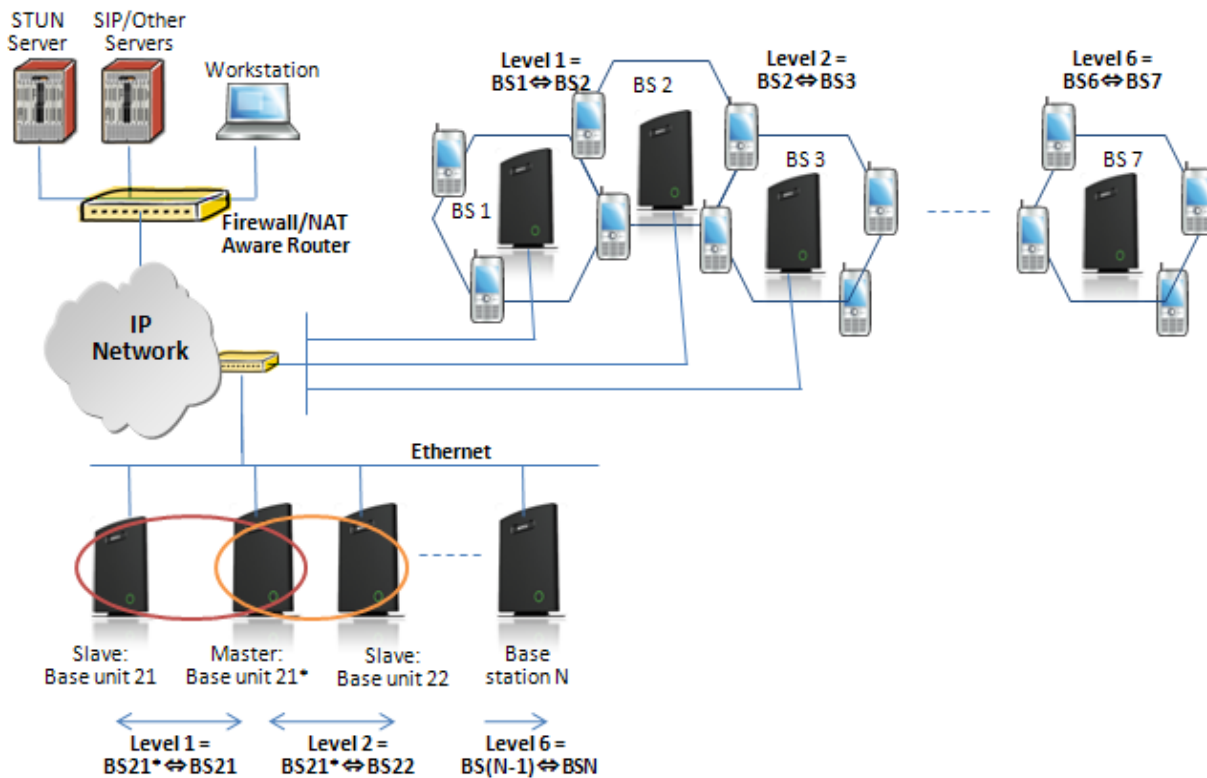 STUN
Server
SIP/Other
Servers
Workstation
Firewall/NAT
Aware Router
IP
Network
Level 1 =
BS1⇔BS2
BS 2
Level 2 =
BS2⇔BS3
Level 6 =
BS6⇔BS7
BS 1
BS 3
BS 7
Ethernet
Slave:
Base unit 21
Master:
Base unit 21*
Slave:
Base unit 22
Base
station N
Level 1 =
BS21*⇔BS21
Level 2 =
BS21*⇔BS22
Level 6 =
BS(N-1)⇔BSN